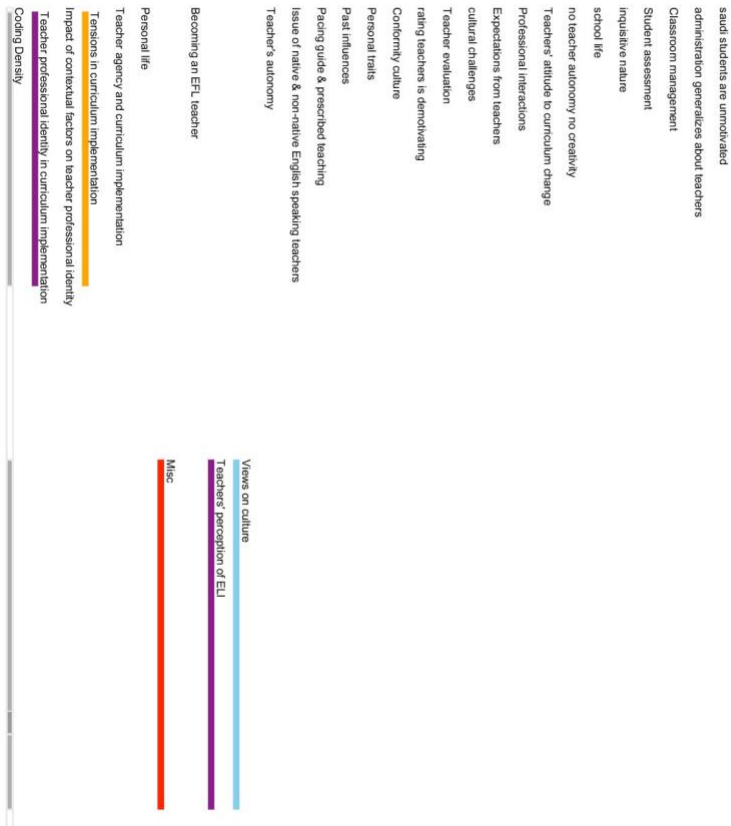 saudi students are unmotivated
administration generalizes about teachers
Classroom management
Student assessment
inquisitive nature
school life
no teacher autonomy no creativity
Teachers' attitude to curriculum change
Professional interactions
Expectations from teachers
cultural challenges
Teacher evaluation
rating teachers is demotivating
Conformity culture
Personal traits
Past influences
Pacing guide & prescribed teaching
Issue of native & non-native English speaking teachers
Teacher's autonomy
Views on culture
Teachers' perception of ELI
Becoming an EFL teacher
Misc
Personal life
Teacher agency and curriculum implementation
Tensions in curriculum implementation
Impact of contextual factors on teacher professional identity
Teacher professional identity in curriculum implementation
Coding Density